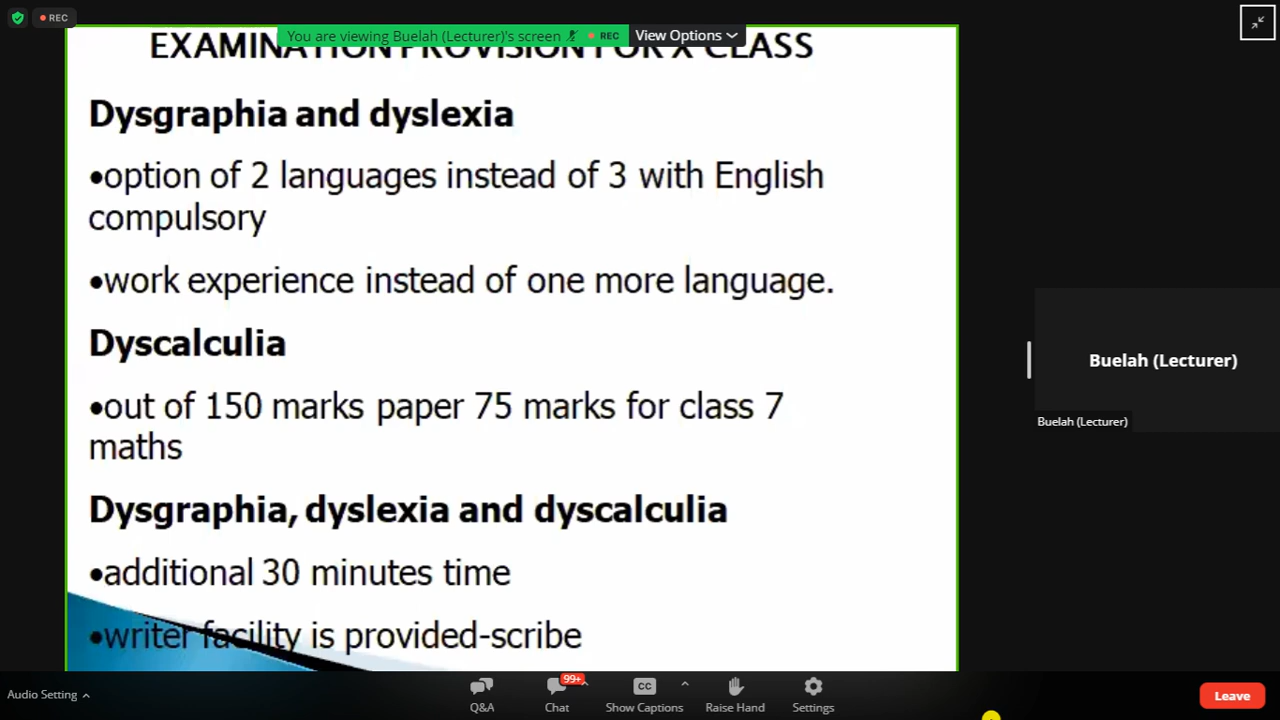 REC
You are viewing Buelah (Lecturer)'s screen REC View Options
EXAMINATION PROVISION FOR X CLASS
Dysgraphia and dyslexia
•option of 2 languages instead of 3 with English
compulsory
•work experience instead of one more language.
Dyscalculia
•out of 150 marks paper 75 marks for class 7
maths
Dysgraphia, dyslexia and dyscalculia
•additional 30 minutes time
•writer facility is provided-scribe
Buelah (Lecturer)
Buelah (Lecturer)
Audio Setting
Q&A
99+
Chat
CC
Show Captions
Raise Hand
Settings
Leave